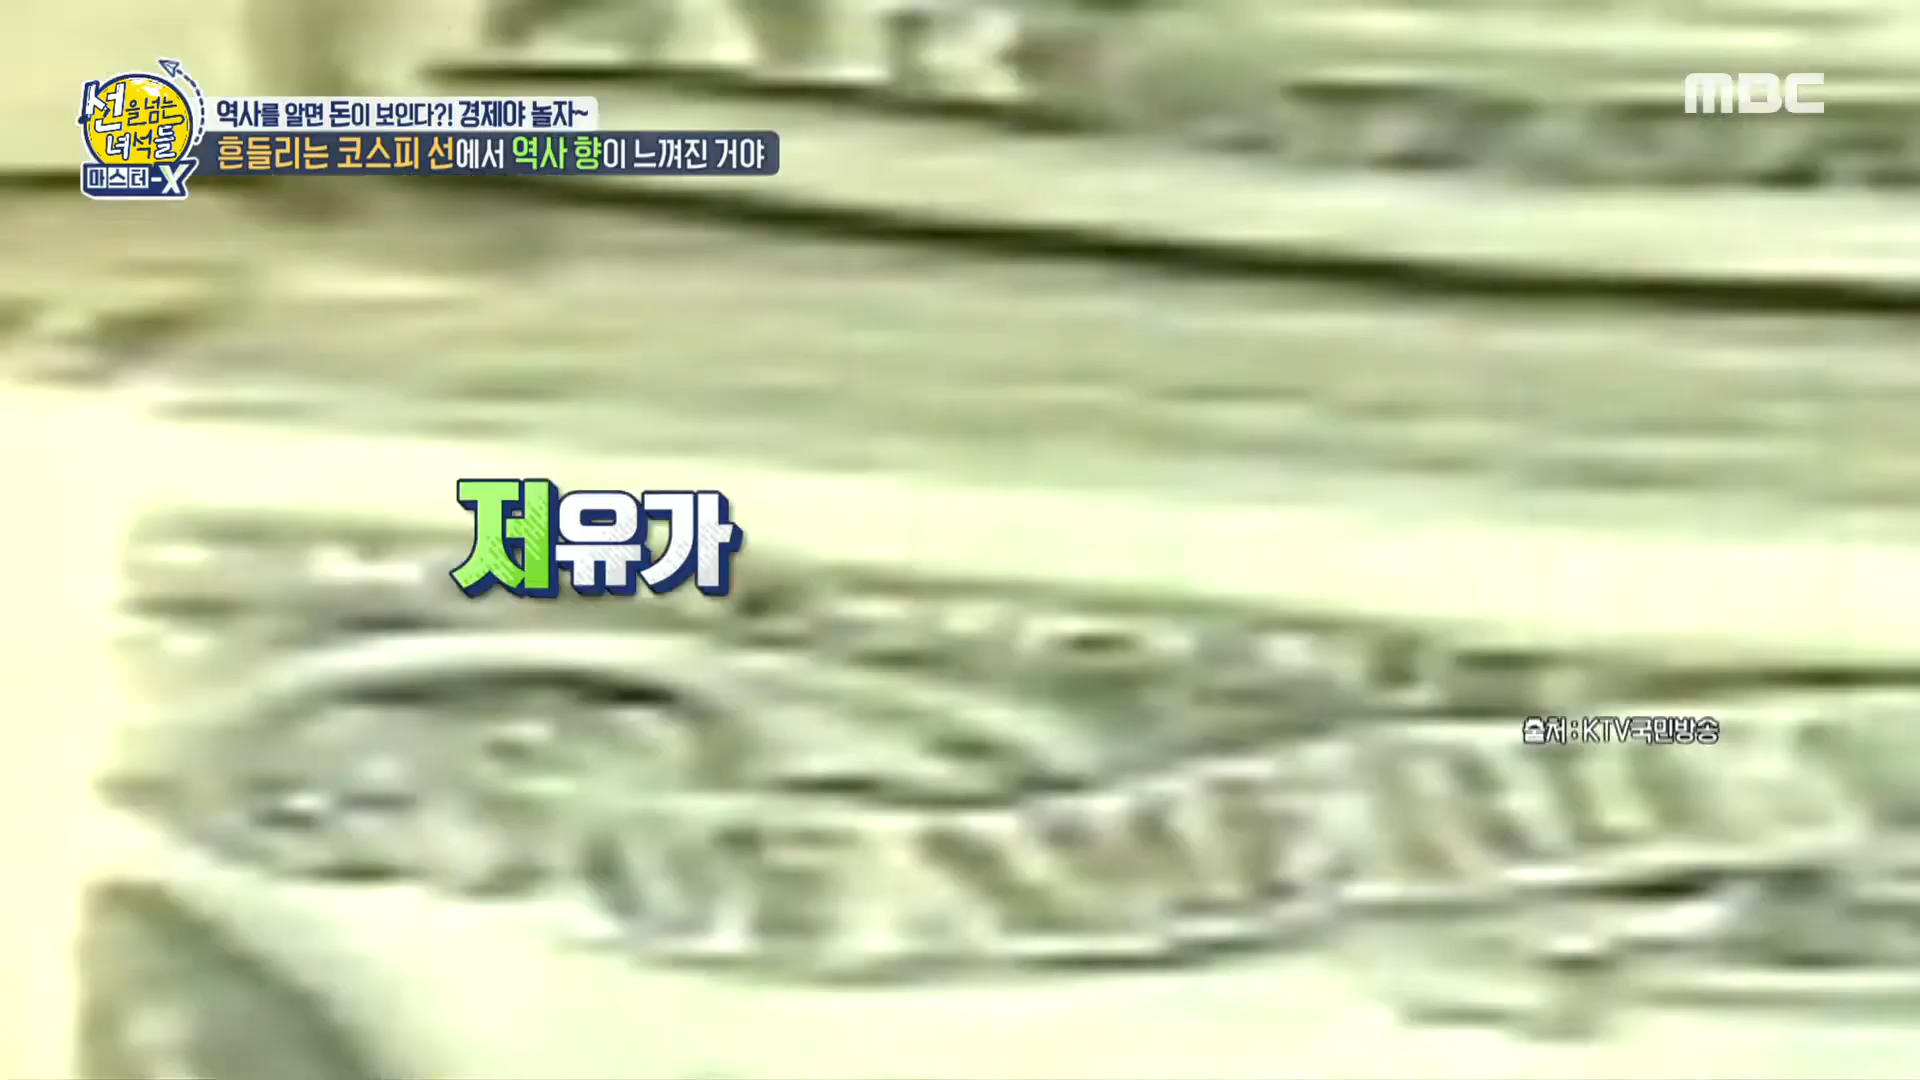 선을 넘는
녀석들
마스터-X
역사를 알면 돈이 보인다?! 경제야 놀자~
흔들리는 코스피 선에서 역사 향이 느껴진 거야
MBC
저유가
출처 : KTV국민방송